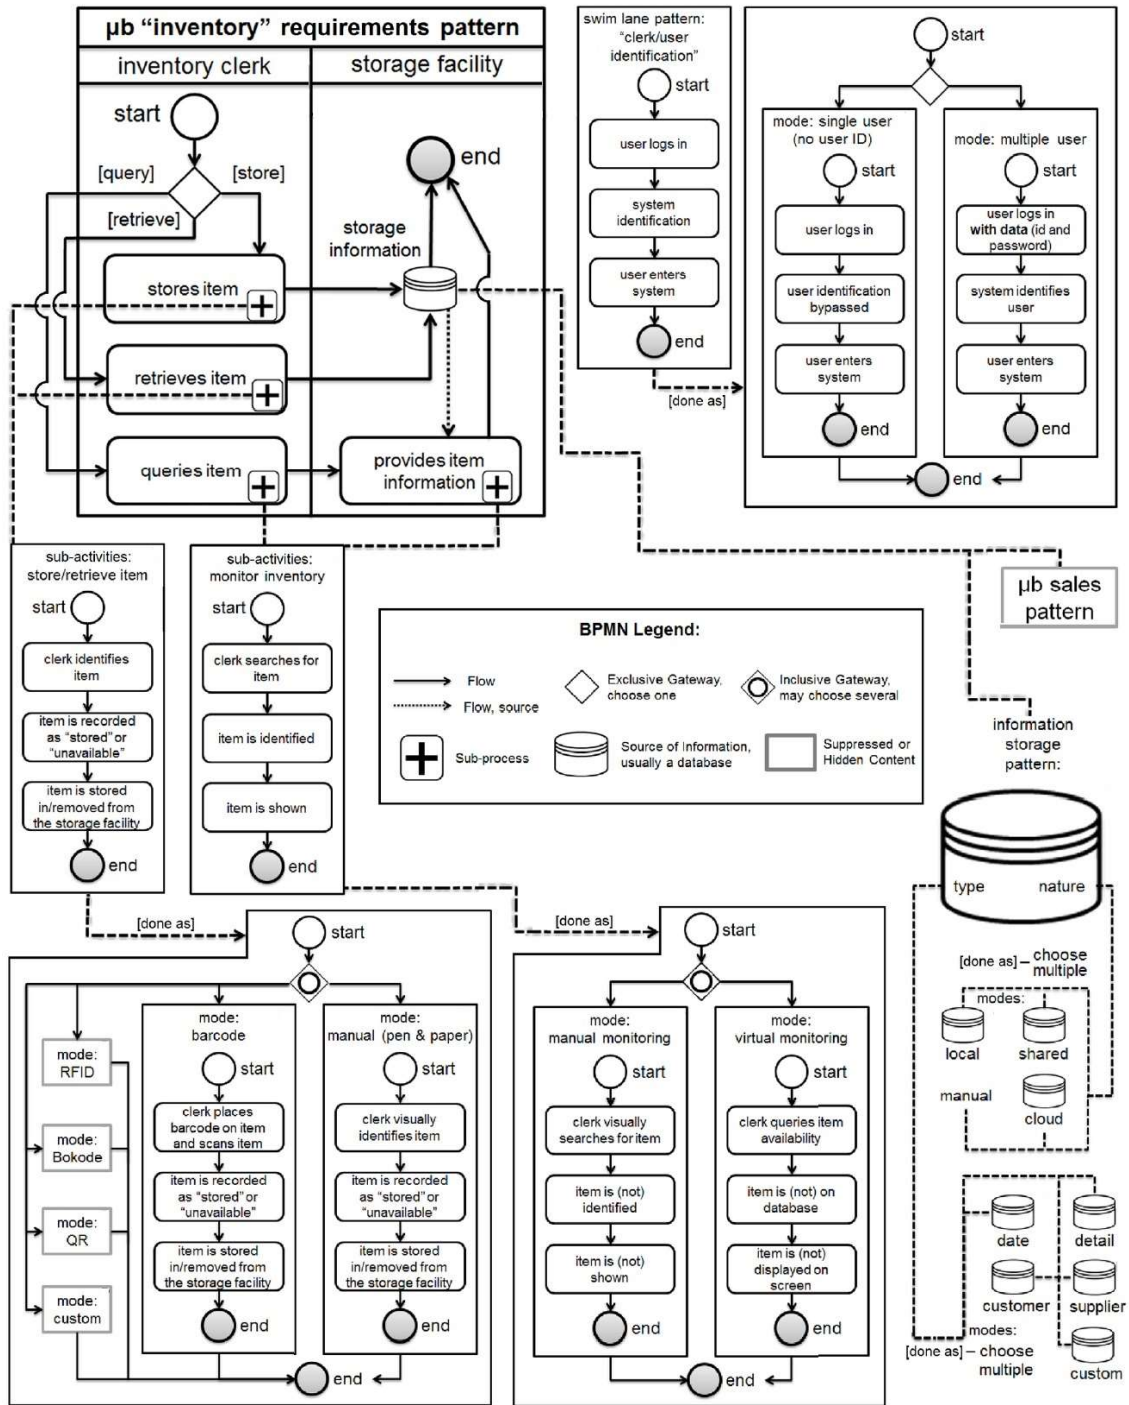 µb “inventory” requirements pattern
inventory clerk
storage facility
start
[query]
[store]
[retrieve]
end
storage
information
stores item
retrieves item
queries item
provides item
information
swim lane pattern:
“clerk/user
identification”
start
user logs in
system
identification
user enters
system
end
[done as]
start
mode: single user
(no user ID)
start
user logs in
user identification
bypassed
user enters
system
end
mode: multiple user
start
user logs in
with data (id and
password)
system identifies
user
user enters
system
end
end
sub-activities:
store/retrieve item
start
clerk identifies
item
item is recorded
as “stored” or
“unavailable”
item is stored
in/removed from
the storage facility
end
sub-activities:
monitor inventory
start
clerk searches for
item
item is identified
item is shown
end
BPMN Legend:
Flow
Flow, source
Sub-process
Exclusive Gateway,
choose one
Source of Information,
usually a database
Inclusive Gateway,
may choose several
Suppressed or
Hidden Content
µb sales
pattern
information
storage
pattern:
type
nature
[done as] – choose
multiple
modes:
local
shared
manual
cloud
date
detail
customer
supplier
modes:
[done as] – choose
multiple
custom
[done as]
start
mode:
RFID
mode:
Bokode
mode:
QR
mode:
custom
mode:
barcode
start
clerk places
barcode on item
and scans item
item is recorded
as “stored” or
“unavailable”
item is stored
in/removed from
the storage facility
end
mode:
manual (pen & paper)
start
clerk visually
identifies item
item is recorded
as “stored” or
“unavailable”
item is stored
in/removed from
the storage facility
end
end
[done as]
start
mode:
manual monitoring
start
clerk visually
searches for item
item is (not)
identified
item is (not)
shown
end
mode:
virtual monitoring
start
clerk queries item
availability
item is (not) on
database
item is (not)
displayed on
screen
end
end